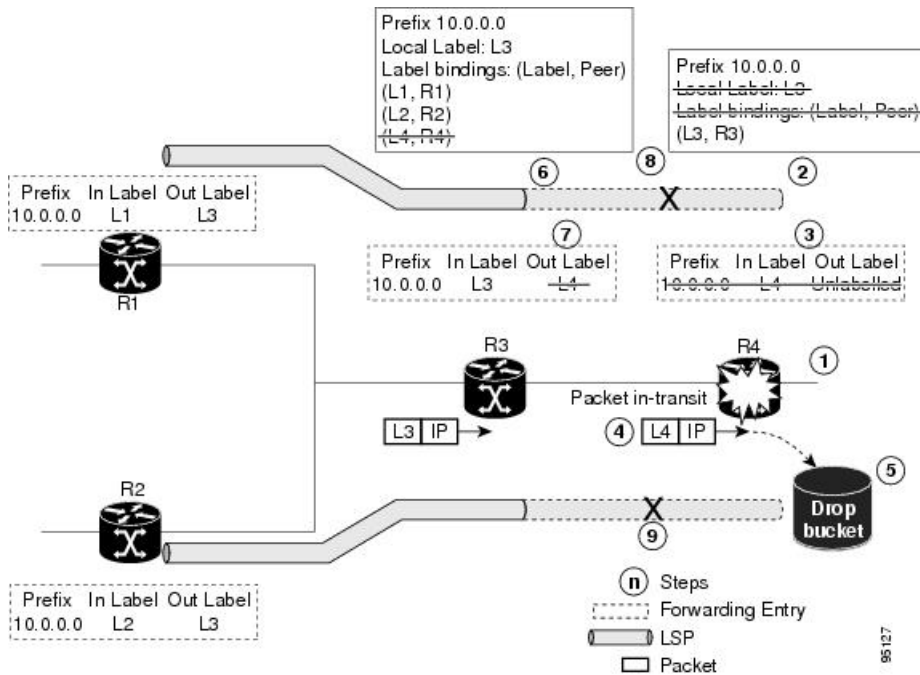 Prefix 10.0.0.0
Local Label: L3
Label bindings: (Label, Peer)
(L1, R1)
(L2, R2)
(L4, R4)
Prefix 10.0.0.0
Local Label: L3
Label bindings: (Label, Peer)
(L3, R3)
6
8
2
Prefix In Label Out Label
10.0.0.0 L1 L3
R1
7
Prefix In Label Out Label
10.0.0.0 L3 L4
3
Prefix In Label Out Label
10.0.0.0 L4 Unlabelled
R3
R4
1
Packet in-transit
L3 IP
4
L4 IP
5
Drop
bucket
R2
9
Prefix In Label Out Label
10.0.0.0 L2 L3
n Steps
Forwarding Entry
LSP
Packet
95127